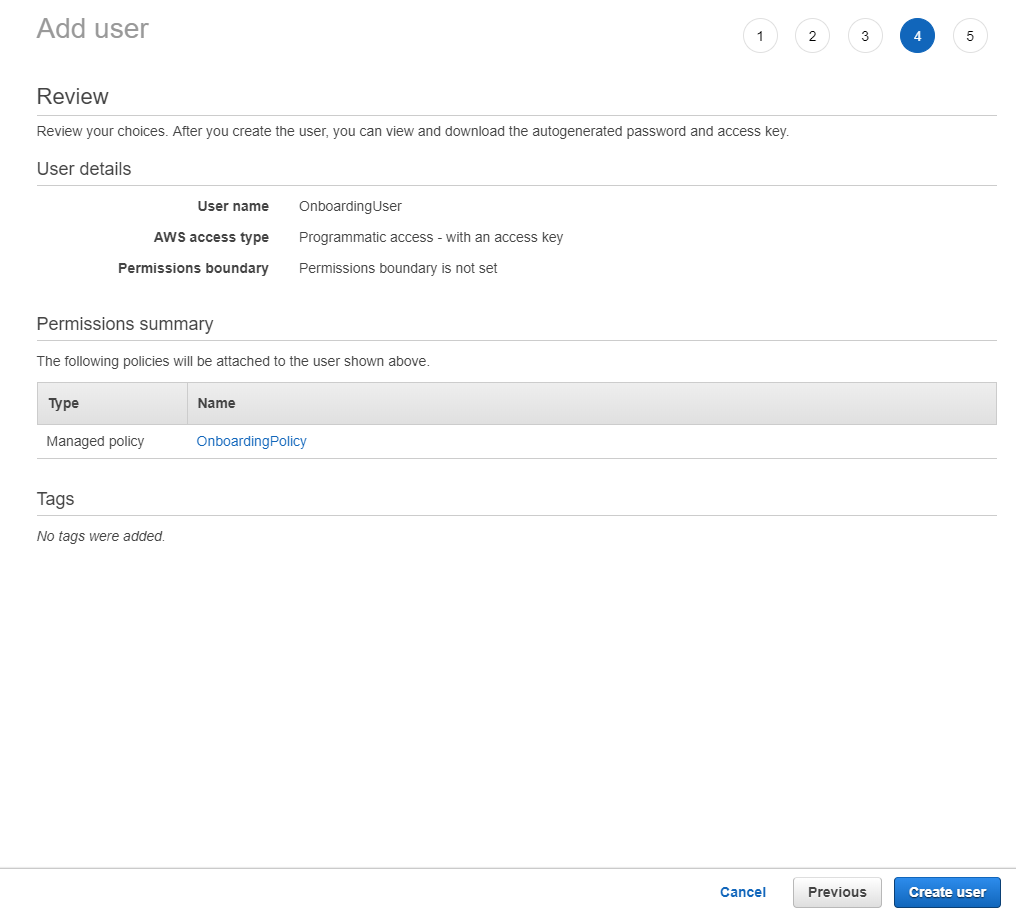 Add user
1 2 3 4 5
Review
Review your choices. After you create the user, you can view and download the autogenerated password and access key.
User details
User name OnboardingUser
AWS access type Programmatic access - with an access key
Permissions boundary Permissions boundary is not set
Permissions summary
The following policies will be attached to the user shown above.
Type Name
Managed policy OnboardingPolicy
Tags
No tags were added.
Cancel Previous Create user